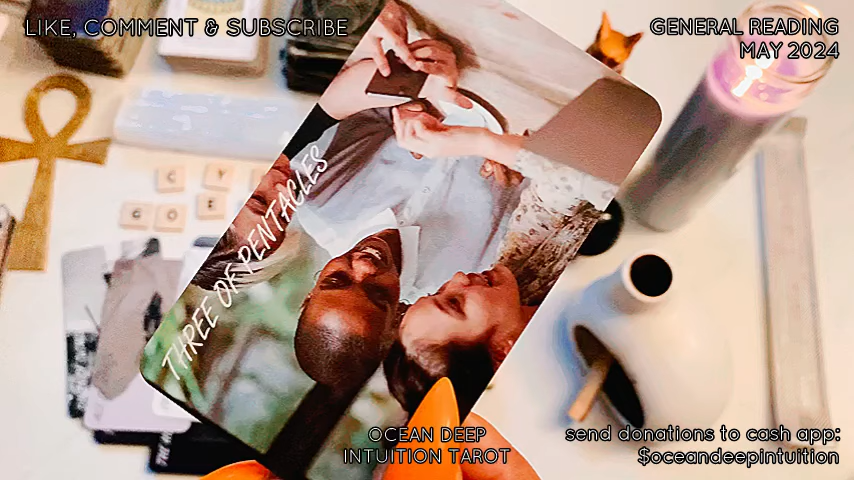 LIKE, COMMENT & SUBSCRIBE
GENERAL READING
MAY 2024
C Y
G O E
THREE OF PENTACLES
OCEAN DEEP
INTUITION TAROT
send donations to cash app:
$oceandeepintuition